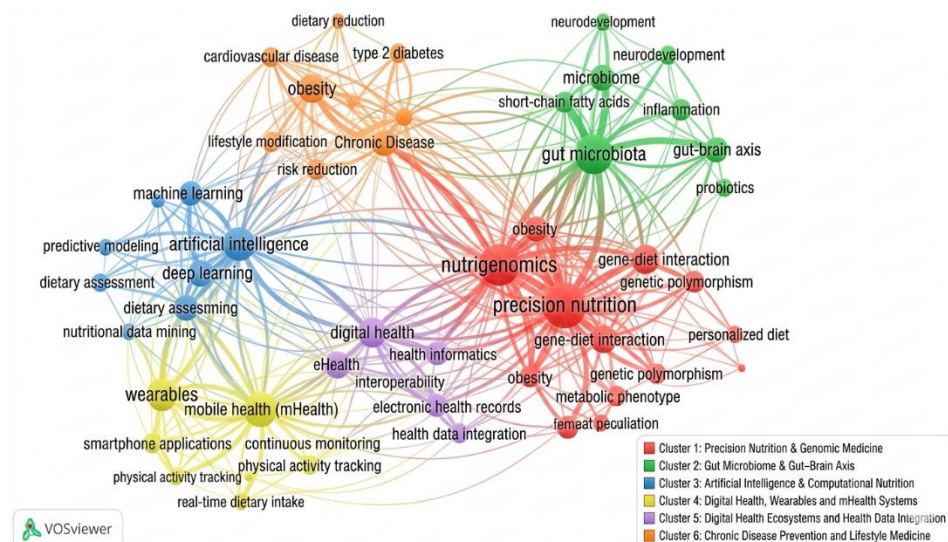 dietary reduction
neurodevelopment
cardiovascular disease
type 2 diabetes
neurodevelopment
obesity
microbiome
short-chain fatty acids
inflammation
lifestyle modification
Chronic Disease
gut microbiota
gut-brain axis
risk reduction
probiotics
machine learning
obesity
predictive modeling
artificial intelligence
nutrigenomics
gene-diet interaction
dietary assessment
deep learning
genetic polymorphism
dietary assesming
precision nutrition
nutritional data mining
digital health
personalized diet
health informatics
gene-diet interaction
eHealth
interoperability
obesity
genetic polymorphism
wearables
metabolic phenotype
mobile health (mHealth)
electronic health records
femeat peculiation
smartphone applications
continuous monitoring
health data integration
physical activity tracking
physical activity tracking
real-time dietary intake
Cluster 1: Precision Nutrition & Genomic Medicine
Cluster 2: Gut Microbiome & Gut–Brain Axis
Cluster 3: Artificial Intelligence & Computational Nutrition
Cluster 4: Digital Health, Wearables and mHealth Systems
Cluster 5: Digital Health Ecosystems and Health Data Integration
Cluster 6: Chronic Disease Prevention and Lifestyle Medicine
VOSviewer